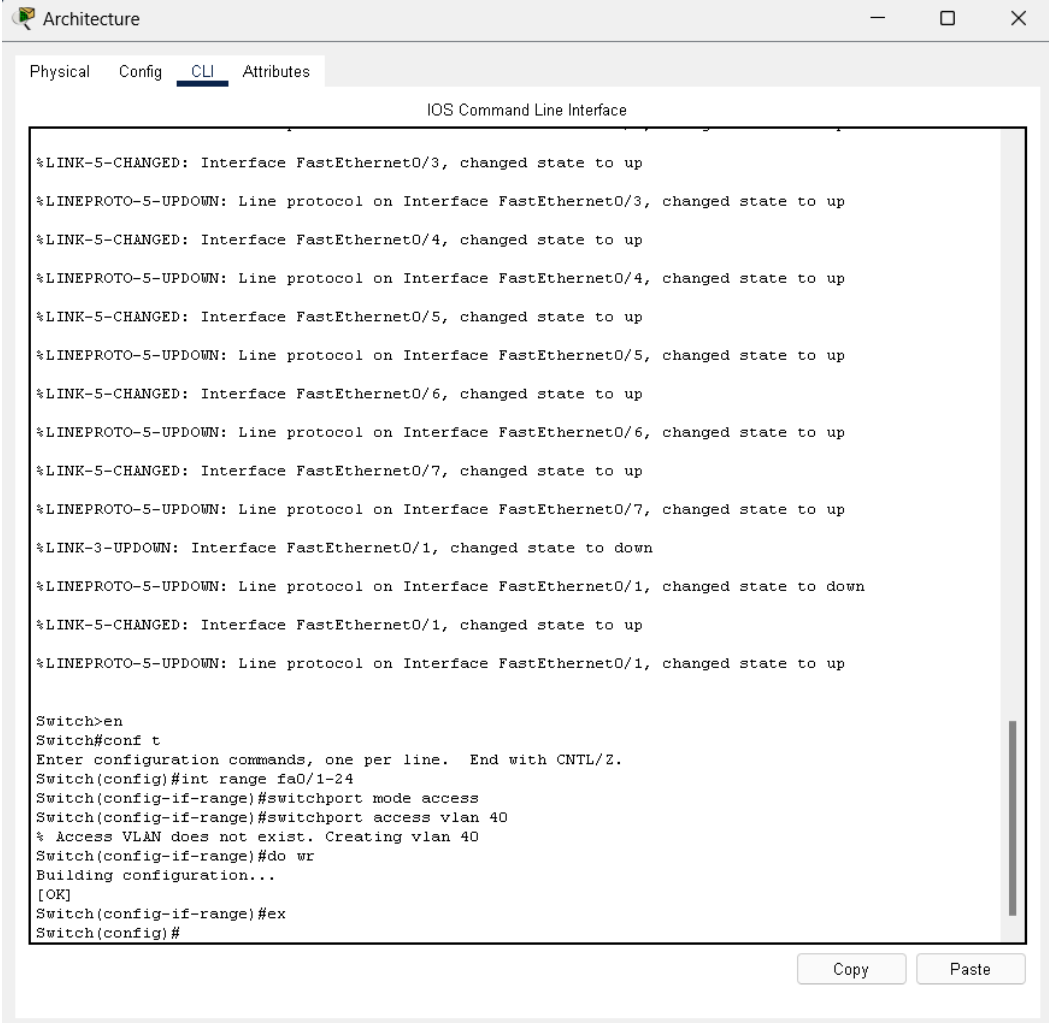 Architecture
Physical Config CLI Attributes
IOS Command Line Interface
%LINK-5-CHANGED: Interface FastEthernet0/3, changed state to up
%LINEPROTO-5-UPDOWN: Line protocol on Interface FastEthernet0/3, changed state to up
%LINK-5-CHANGED: Interface FastEthernet0/4, changed state to up
%LINEPROTO-5-UPDOWN: Line protocol on Interface FastEthernet0/4, changed state to up
%LINK-5-CHANGED: Interface FastEthernet0/5, changed state to up
%LINEPROTO-5-UPDOWN: Line protocol on Interface FastEthernet0/5, changed state to up
%LINK-5-CHANGED: Interface FastEthernet0/6, changed state to up
%LINEPROTO-5-UPDOWN: Line protocol on Interface FastEthernet0/6, changed state to up
%LINK-5-CHANGED: Interface FastEthernet0/7, changed state to up
%LINEPROTO-5-UPDOWN: Line protocol on Interface FastEthernet0/7, changed state to up
%LINK-3-UPDOWN: Interface FastEthernet0/1, changed state to down
%LINEPROTO-5-UPDOWN: Line protocol on Interface FastEthernet0/1, changed state to down
%LINK-5-CHANGED: Interface FastEthernet0/1, changed state to up
%LINEPROTO-5-UPDOWN: Line protocol on Interface FastEthernet0/1, changed state to up
Switch>en
Switch#conf t
Enter configuration commands, one per line.  End with CNTL/Z.
Switch(config)#int range fa0/1-24
Switch(config-if-range)#switchport mode access
Switch(config-if-range)#switchport access vlan 40
% Access VLAN does not exist. Creating vlan 40
Switch(config-if-range)#do wr
Building configuration...
[OK]
Switch(config-if-range)#ex
Switch(config)#
Copy Paste